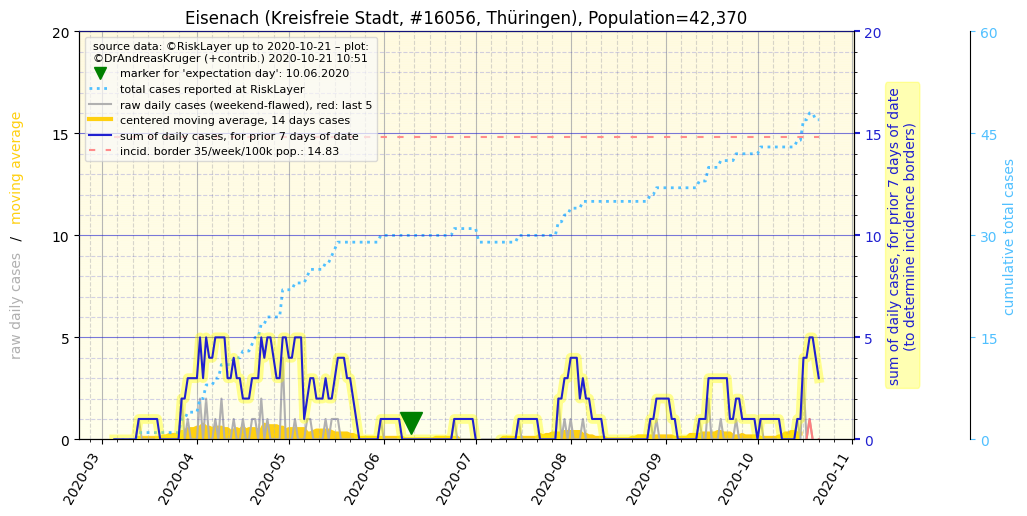 Eisenach (Kreisfreie Stadt, #16056, Thüringen), Population=42,370
source data: ©RiskLayer up to 2020-10-21 – plot:
©DrAndreasKruger (+contrib.) 2020-10-21 10:51
marker for 'expectation day': 10.06.2020
total cases reported at RiskLayer
raw daily cases (weekend-flawed), red: last 5
centered moving average, 14 days cases
sum of daily cases, for prior 7 days of date
incid. border 35/week/100k pop.: 14.83
raw daily cases / moving average
20
15
10
5
0
2020-03
2020-04
2020-05
2020-06
2020-07
2020-08
2020-09
2020-10
2020-11
20
15
10
5
0
sum of daily cases, for prior 7 days of date
(to determine incidence borders)
60
45
30
15
0
cumulative total cases